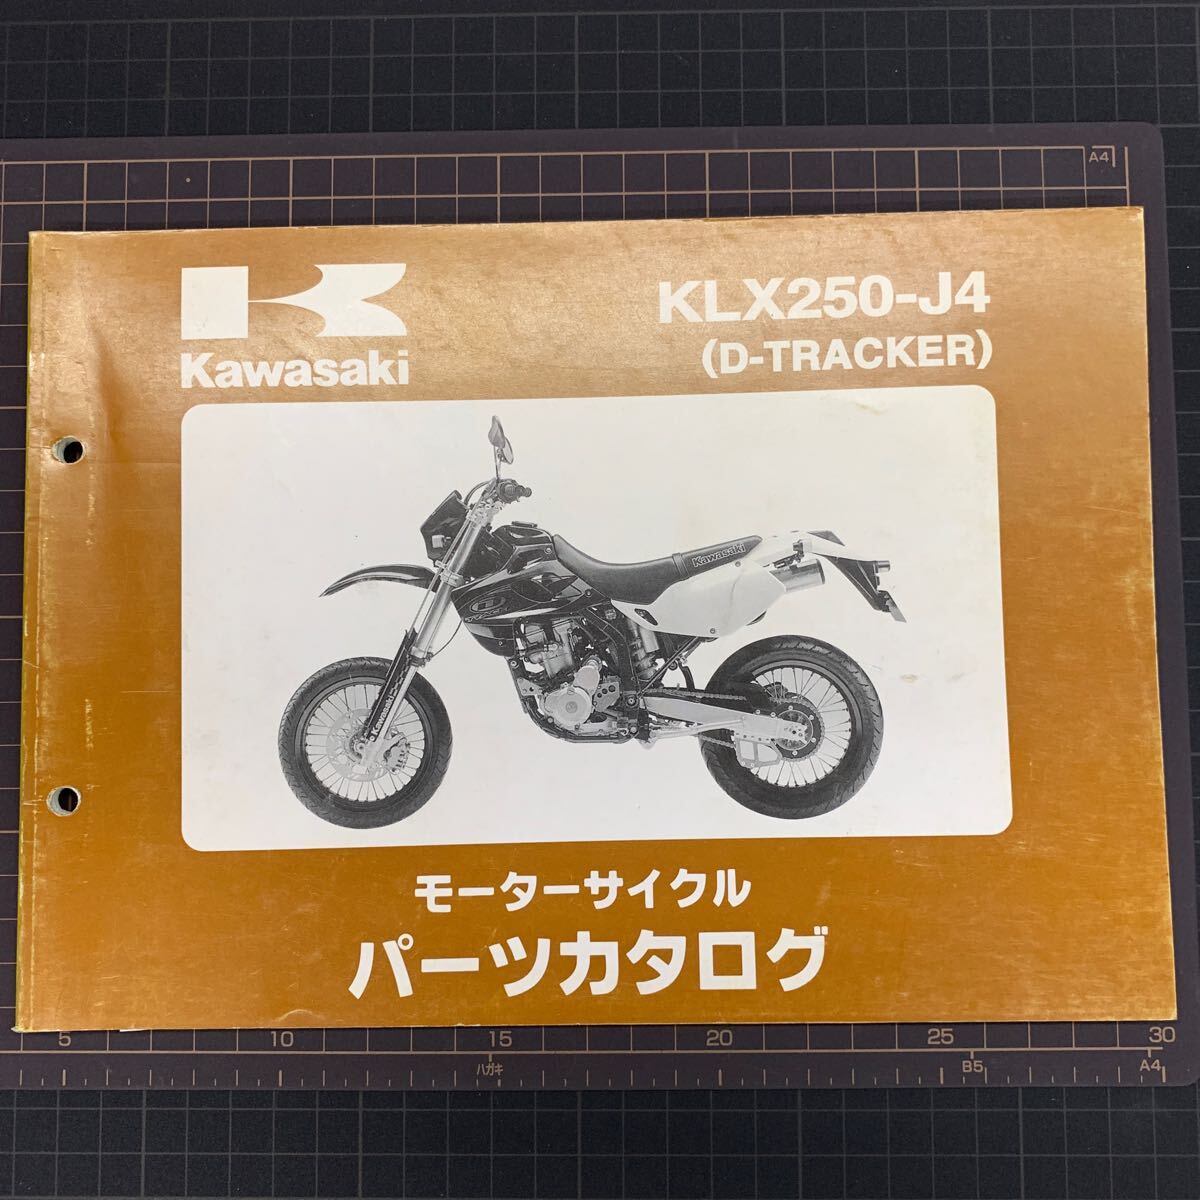 A4
Kawasaki
KLX250-J4
(D-TRACKER)
Kawasaki
Kawasaki
モーターサイクル
パーツカタログ
5 10 15 20 25 30
ハガキ B5 A4